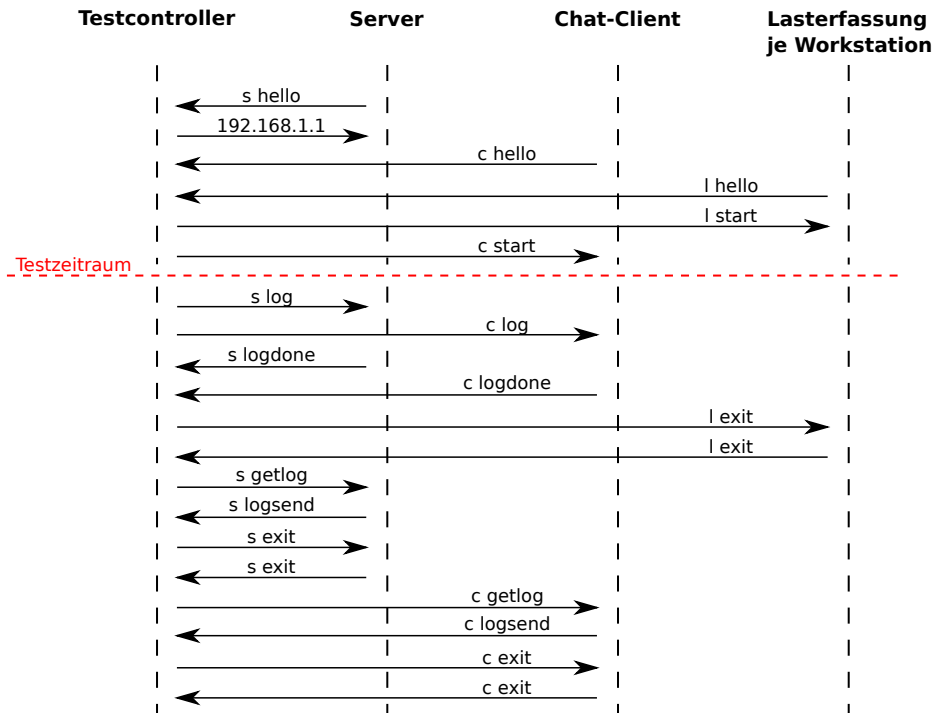 Testcontroller
Server
Chat-Client
Lasterfassung
je Workstation
s hello
192.168.1.1
c hello
l hello
l start
c start
Testzeitraum
s log
c log
s logdone
c logdone
l exit
l exit
s getlog
s logsend
s exit
s exit
c getlog
c logsend
c exit
c exit